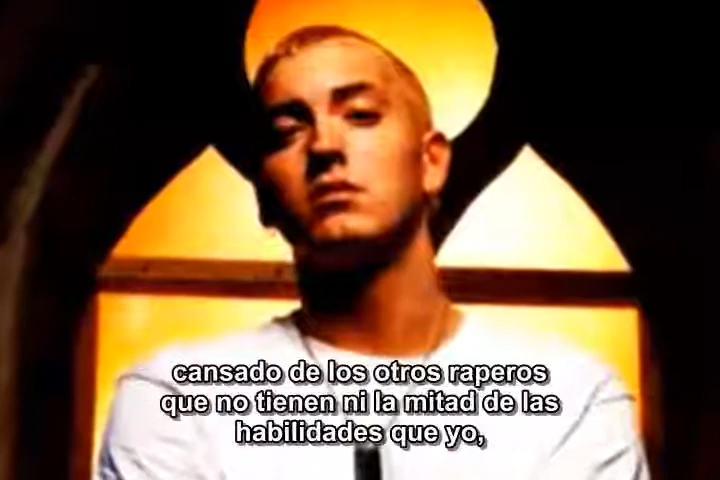 cansado de los otros raperos
que no tienen ni la mitad de las
habilidades que yo,